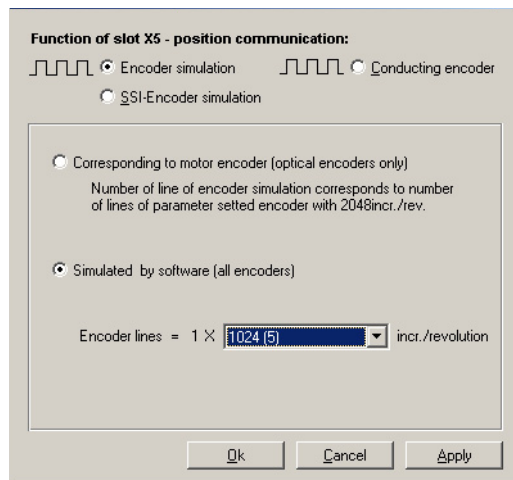 Function of slot X5 - position communication:
Encoder simulation Conducting encoder
SSI-Encoder simulation
Corresponding to motor encoder (optical encoders only)
Number of line of encoder simulation corresponds to number
of lines of parameter setted encoder with 2048incr./rev.
Simulated by software (all encoders)
Encoder lines = 1 X 1024 (5) incr./revolution
Ok Cancel Apply